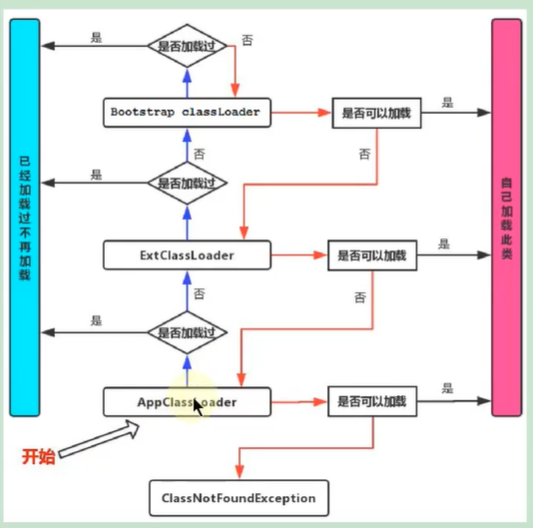 是
是否加载过
否
Bootstrap classLoader
是否可以加载
是
否
否
是
是否加载过
已经加载过不再加载
自己加载此类
ExtClassLoader
是否可以加载
是
否
否
是
是否加载过
AppClassLoader
是否可以加载
是
开始
ClassNotFoundException